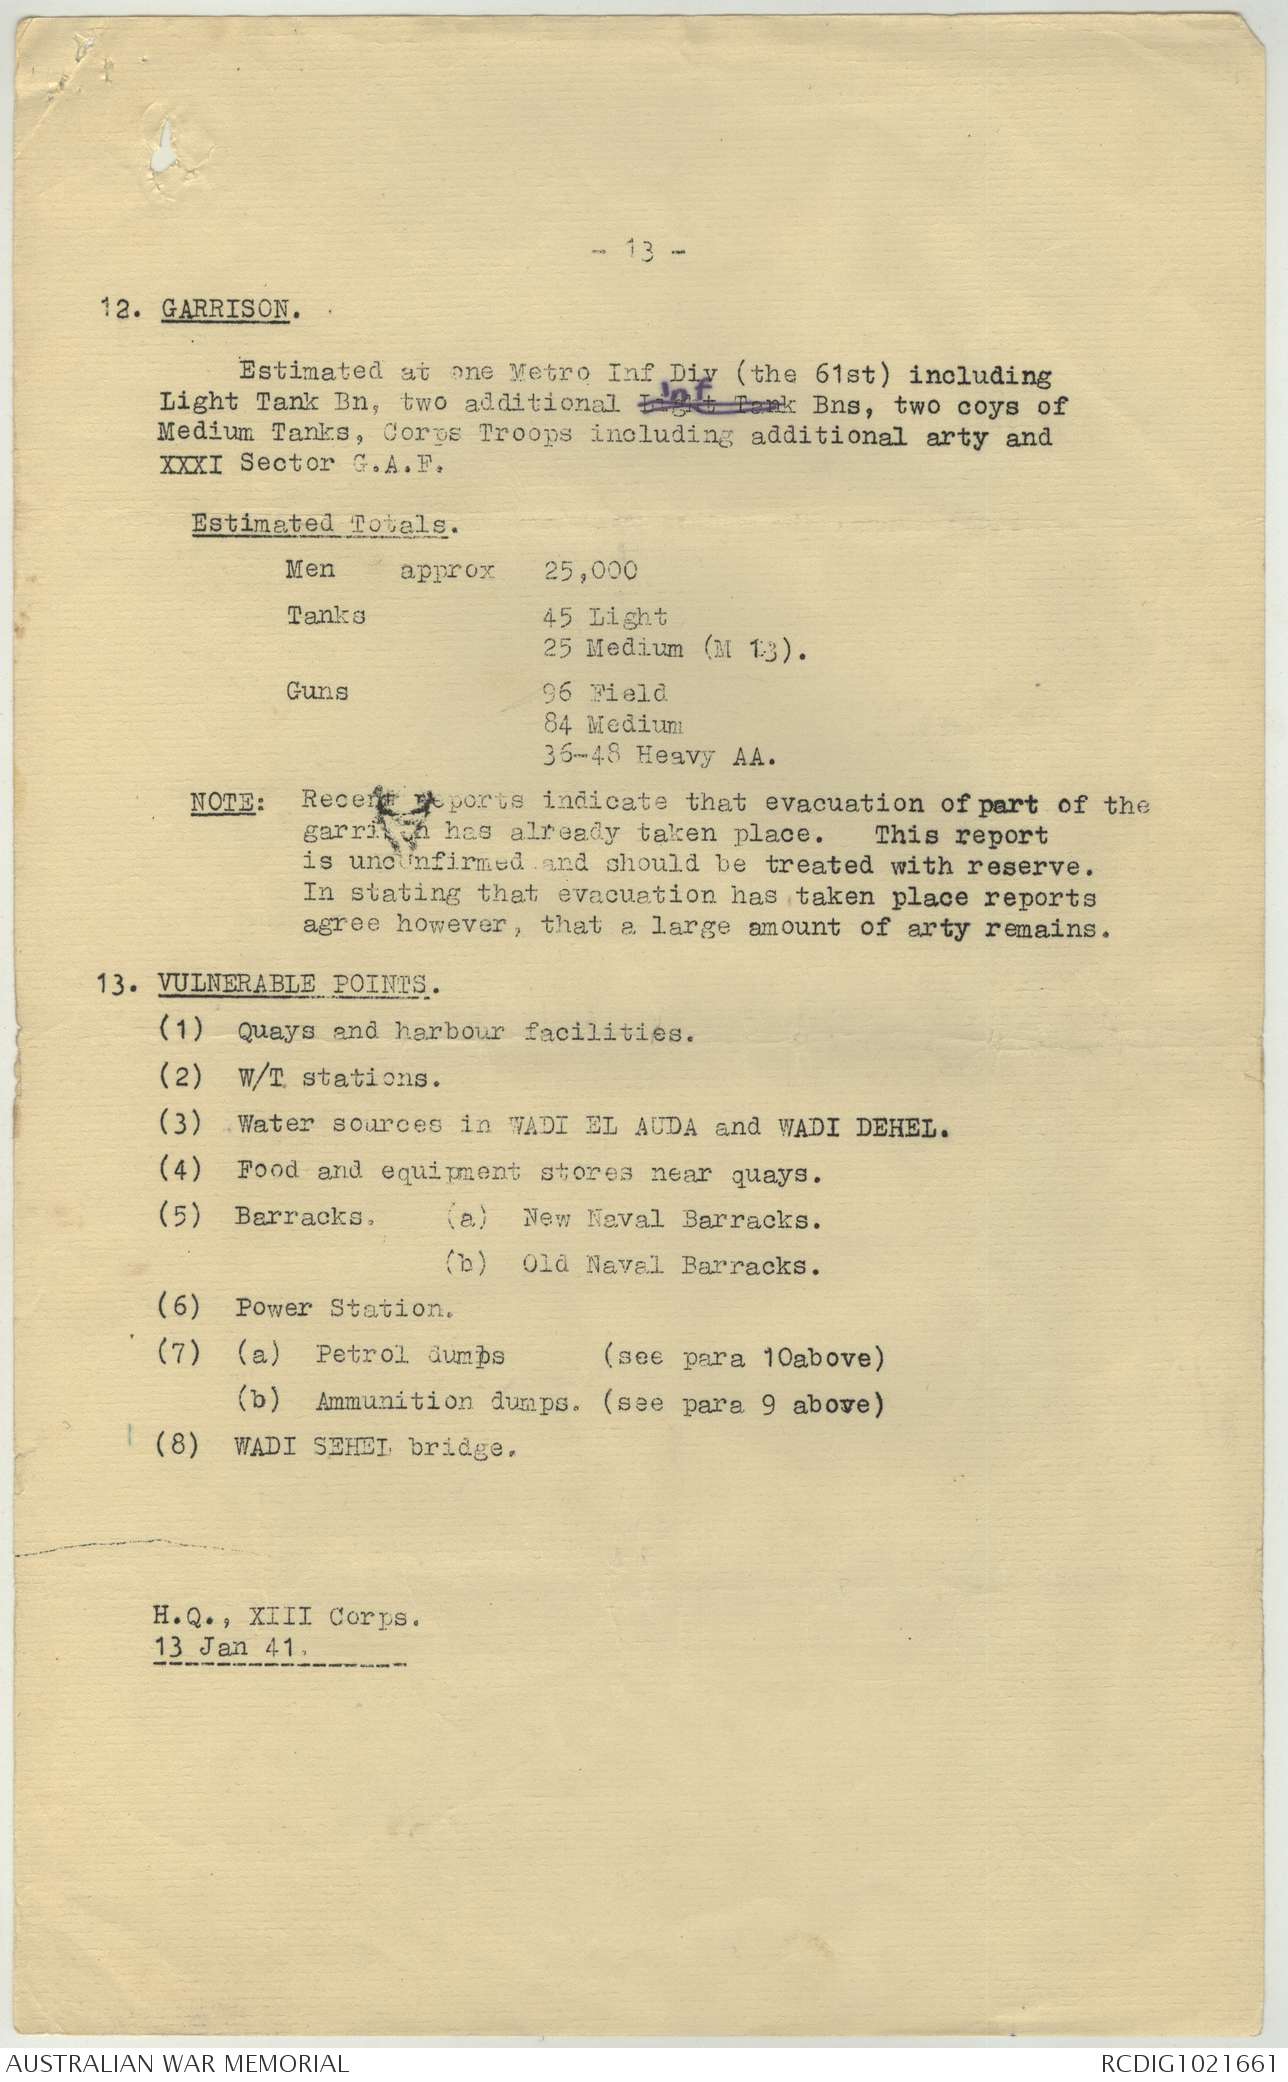 - 13 -
12. GARRISON.
Estimated at one Metro Inf Div (the 61st) including
Light Tank Bn, two additional Light Tank Inf Bns, two coys of
Medium Tanks, Corps Troops including additional arty and
XXXI Sector G.A.F.
Estimated Totals.
Men approx 25,000
Tanks 45 Light
25 Medium (M 13).
Guns 96 Field
84 Medium
36-48 Heavy AA.
NOTE: Recent reports indicate that evacuation of part of the
garrison has already taken place. This report
is unconfirmed and should be treated with reserve.
In stating that evacuation has taken place reports
agree however, that a large amount of arty remains.
13. VULNERABLE POINTS.
(1) Quays and harbour facilities.
(2) W/T stations.
(3) Water sources in WADI EL AUDA and WADI DEHEL.
(4) Food and equipment stores near quays.
(5) Barracks. (a) New Naval Barracks.
(b) Old Naval Barracks.
(6) Power Station.
(7) (a) Petrol dumps (see para 10above)
(b) Ammunition dumps. (see para 9 above)
(8) WADI SEHEL bridge.
H.Q., XIII Corps.
13 Jan 41.
AUSTRALIAN WAR MEMORIAL
RCDIG1021661